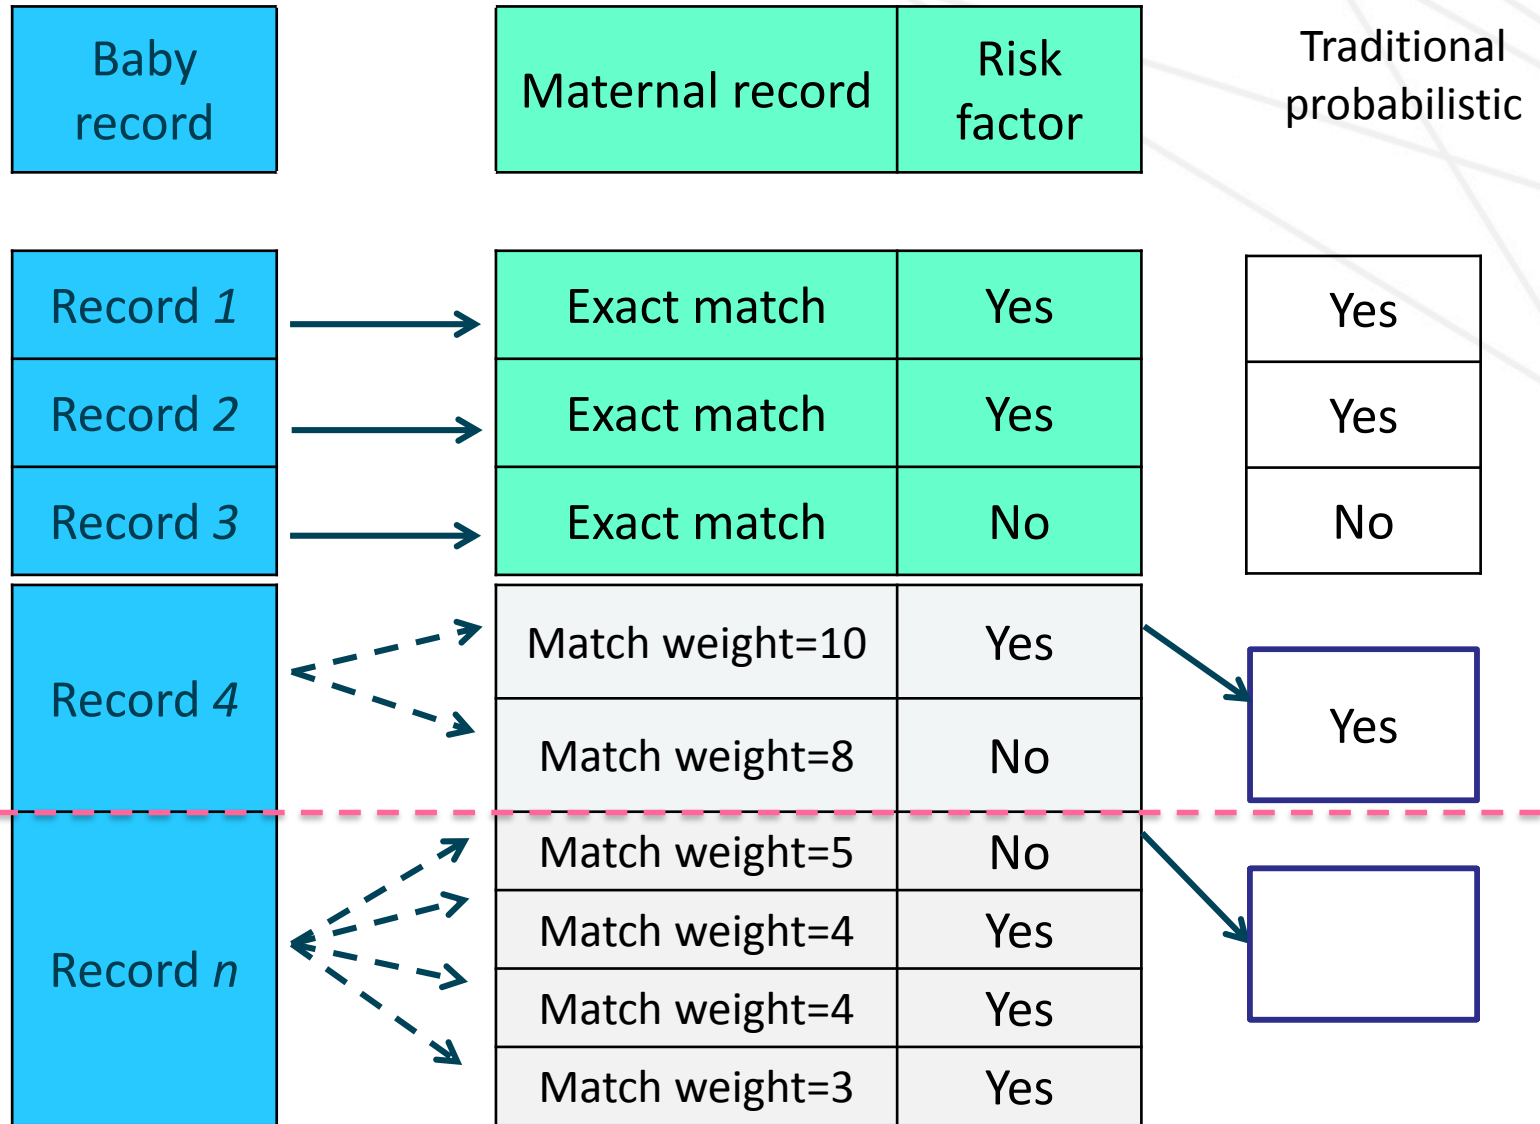 Baby
record
Maternal record
Risk
factor
Traditional
probabilistic
Record 1
Exact match
Yes
Yes
Record 2
Exact match
Yes
Yes
Record 3
Exact match
No
No
Record 4
Match weight=10
Yes
Match weight=8
No
Yes
Record n
Match weight=5
No
Match weight=4
Yes
Match weight=4
Yes
Match weight=3
Yes